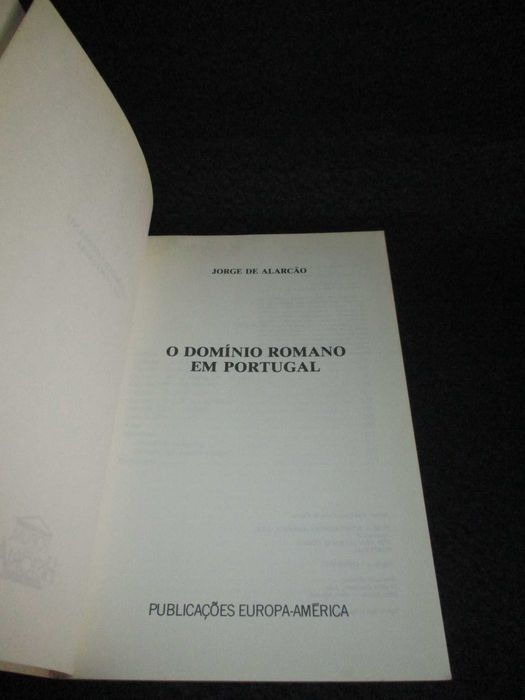 JORGE DE ALARCÃO
O DOMÍNIO ROMANO
EM PORTUGAL
PUBLICAÇÕES EUROPA-AMÉRICA